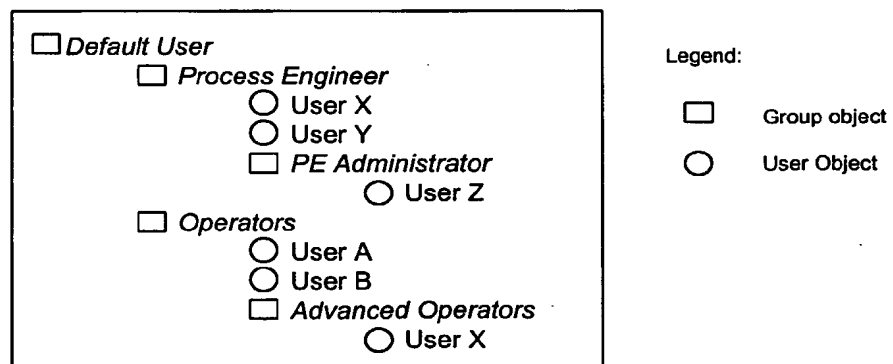 Default User
Process Engineer
User X
User Y
PE Administrator
User Z
Operators
User A
User B
Advanced Operators
User X
Legend:
Group object
User Object